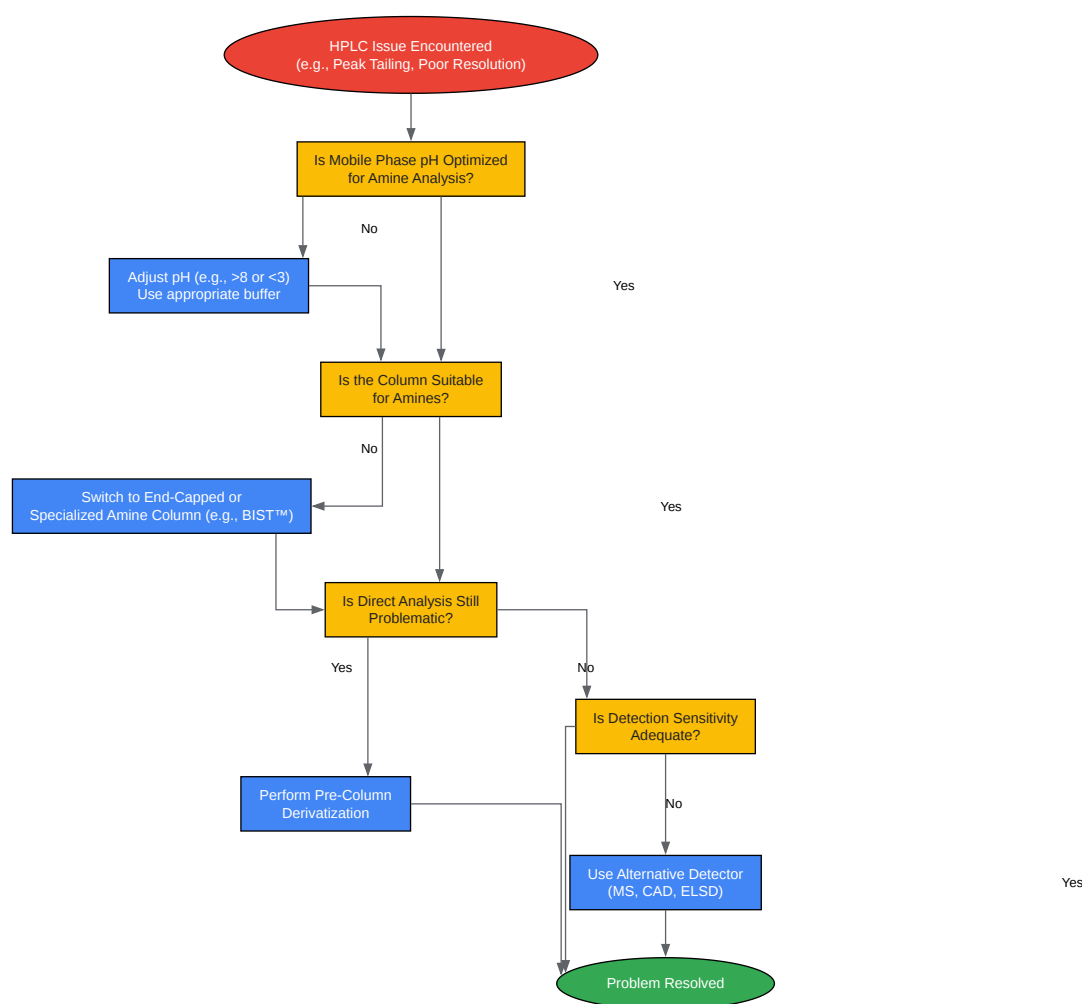 HPLC Issue Encountered
(e.g., Peak Tailing, Poor Resolution)
Is Mobile Phase pH Optimized
for Amine Analysis?
No
Adjust pH (e.g., >8 or <3)
Use appropriate buffer
Yes
Is the Column Suitable
for Amines?
No
Switch to End-Capped or
Specialized Amine Column (e.g., BIST™)
Yes
Is Direct Analysis Still
Problematic?
Yes
No
Is Detection Sensitivity
Adequate?
Perform Pre-Column
Derivatization
No
Use Alternative Detector
(MS, CAD, ELSD)
Yes
Problem Resolved